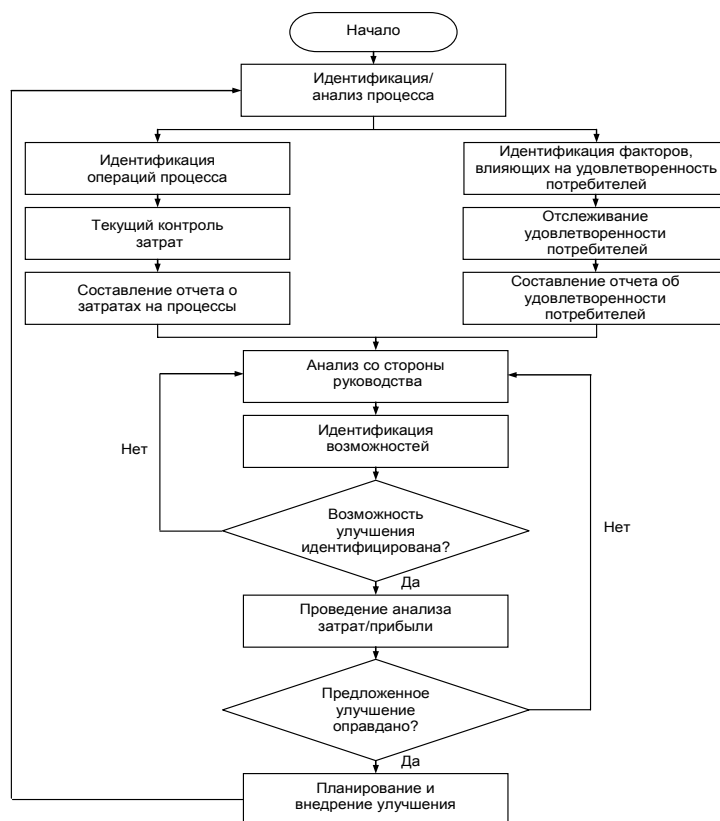 Начало
Идентификация/
анализ процесса
Идентификация
операций процесса
Идентификация факторов,
влияющих на удовлетворенность
потребителей
Текущий контроль
затрат
Отслеживание
удовлетворенности
потребителей
Составление отчета о
затратах на процессы
Составление отчета об
удовлетворенности
потребителей
Анализ со стороны
руководства
Нет
Идентификация
возможностей
Возможность
улучшения
идентифицирована?
Нет
Да
Проведение анализа
затрат/прибыли
Предложенное
улучшение
оправдано?
Да
Планирование и
внедрение улучшения